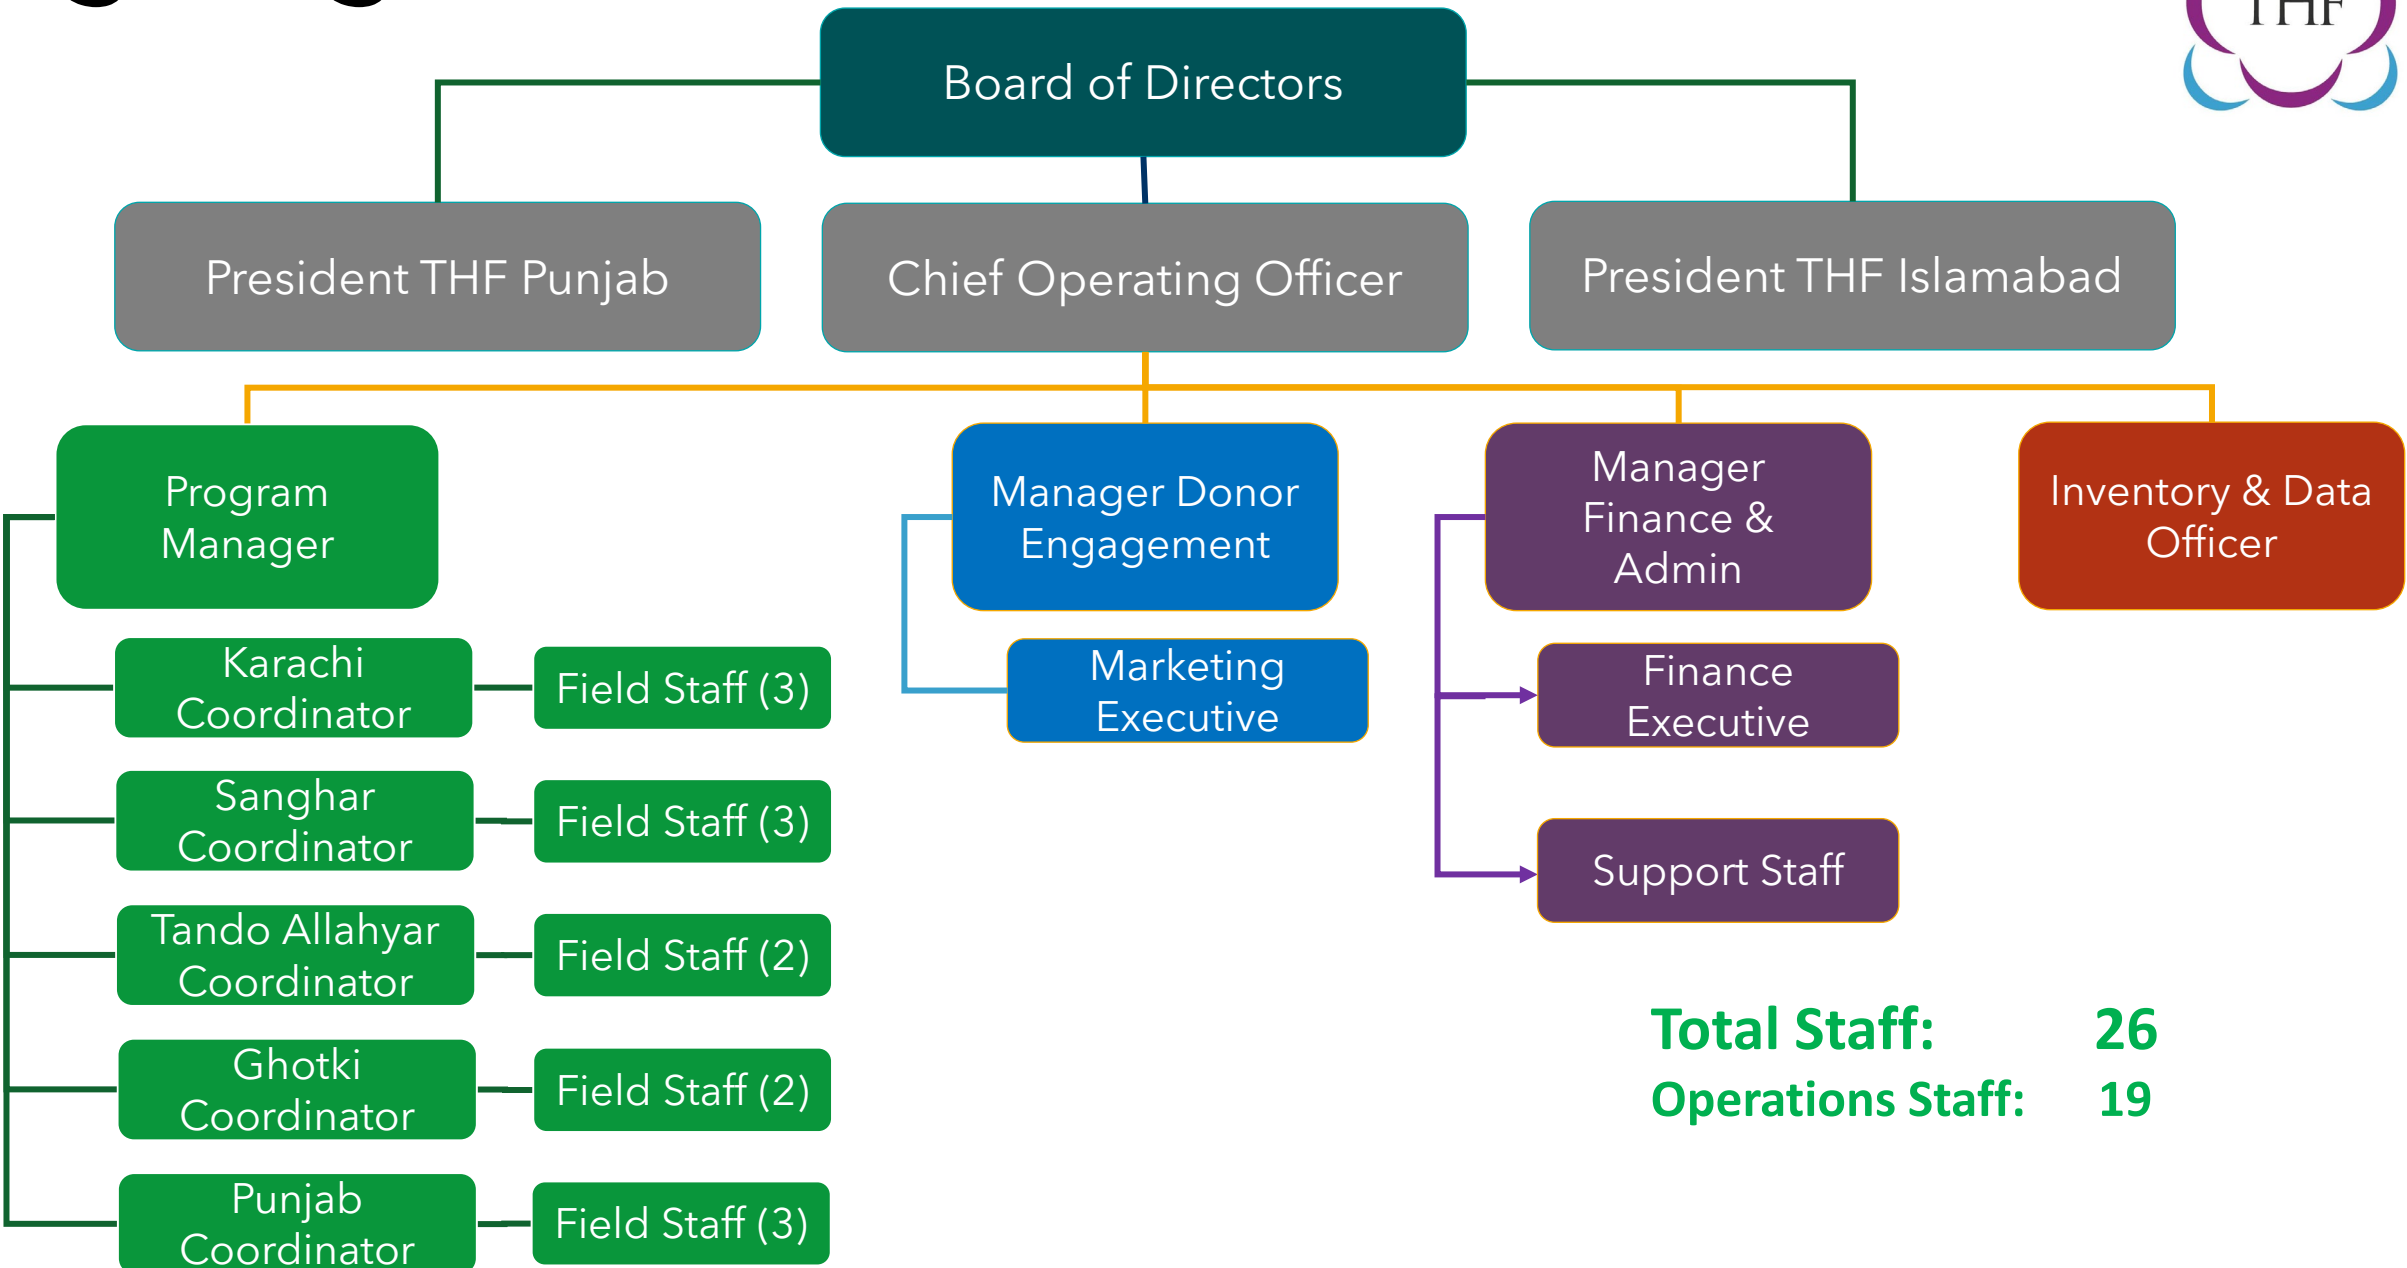 THF
Board of Directors
President THF Punjab
Chief Operating Officer
President THF Islamabad
Program
Manager
Manager Donor
Engagement
Manager
Finance &
Admin
Inventory & Data
Officer
Karachi
Coordinator
Field Staff (3)
Marketing
Executive
Finance
Executive
Sanghar
Coordinator
Field Staff (3)
Support Staff
Tando Allahyar
Coordinator
Field Staff (2)
Ghotki
Coordinator
Field Staff (2)
Punjab
Coordinator
Field Staff (3)
Total Staff: 26
Operations Staff: 19